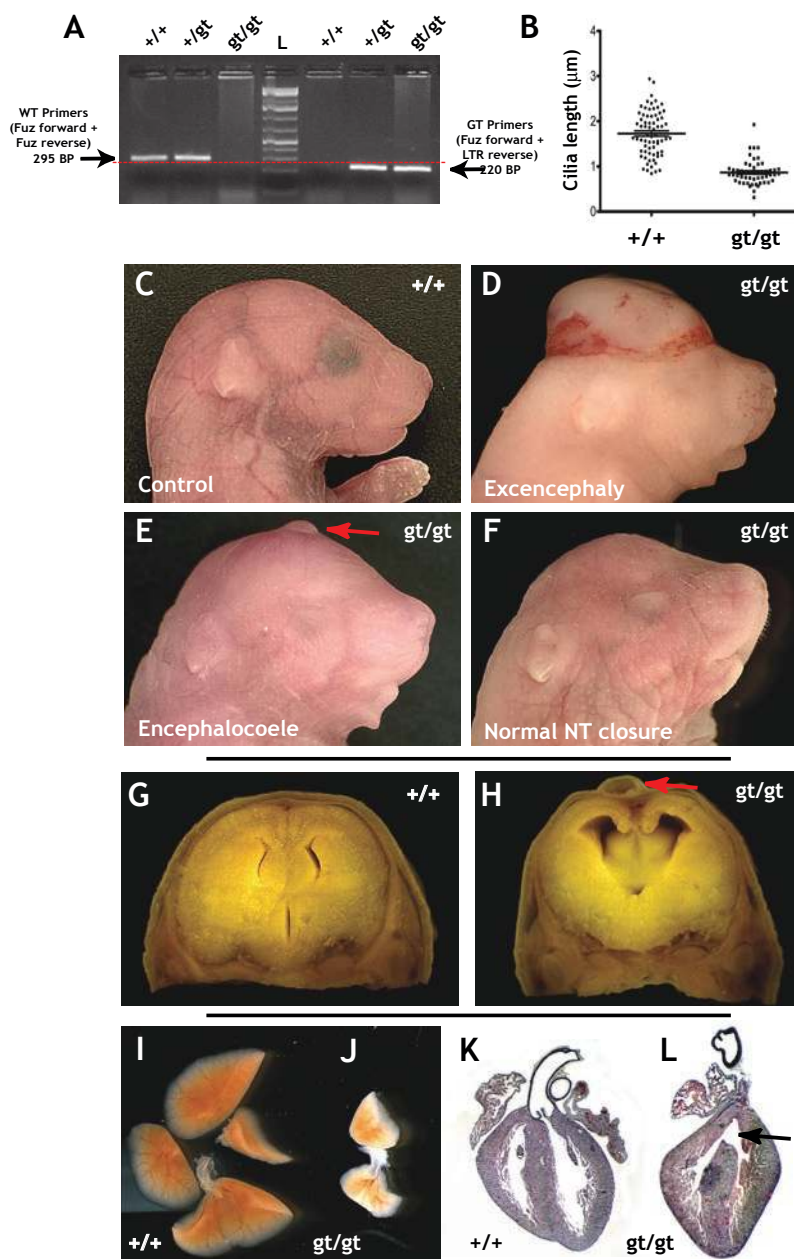 A
+/+ +/gt gt/gt L +/+ +/gt gt/gt
WT Primers
(Fuz forward +
Fuz reverse)
295 BP
GT Primers
(Fuz forward +
LTR reverse)
220 BP
B
Cilia length (μm)
4
3
2
1
0
+/+ gt/gt
C +/+
Control
D gt/gt
Excencephaly
E gt/gt
Encephalocoele
F gt/gt
Normal NT closure
G +/+
H gt/gt
I
+/+
J
gt/gt
K
+/+
L
gt/gt